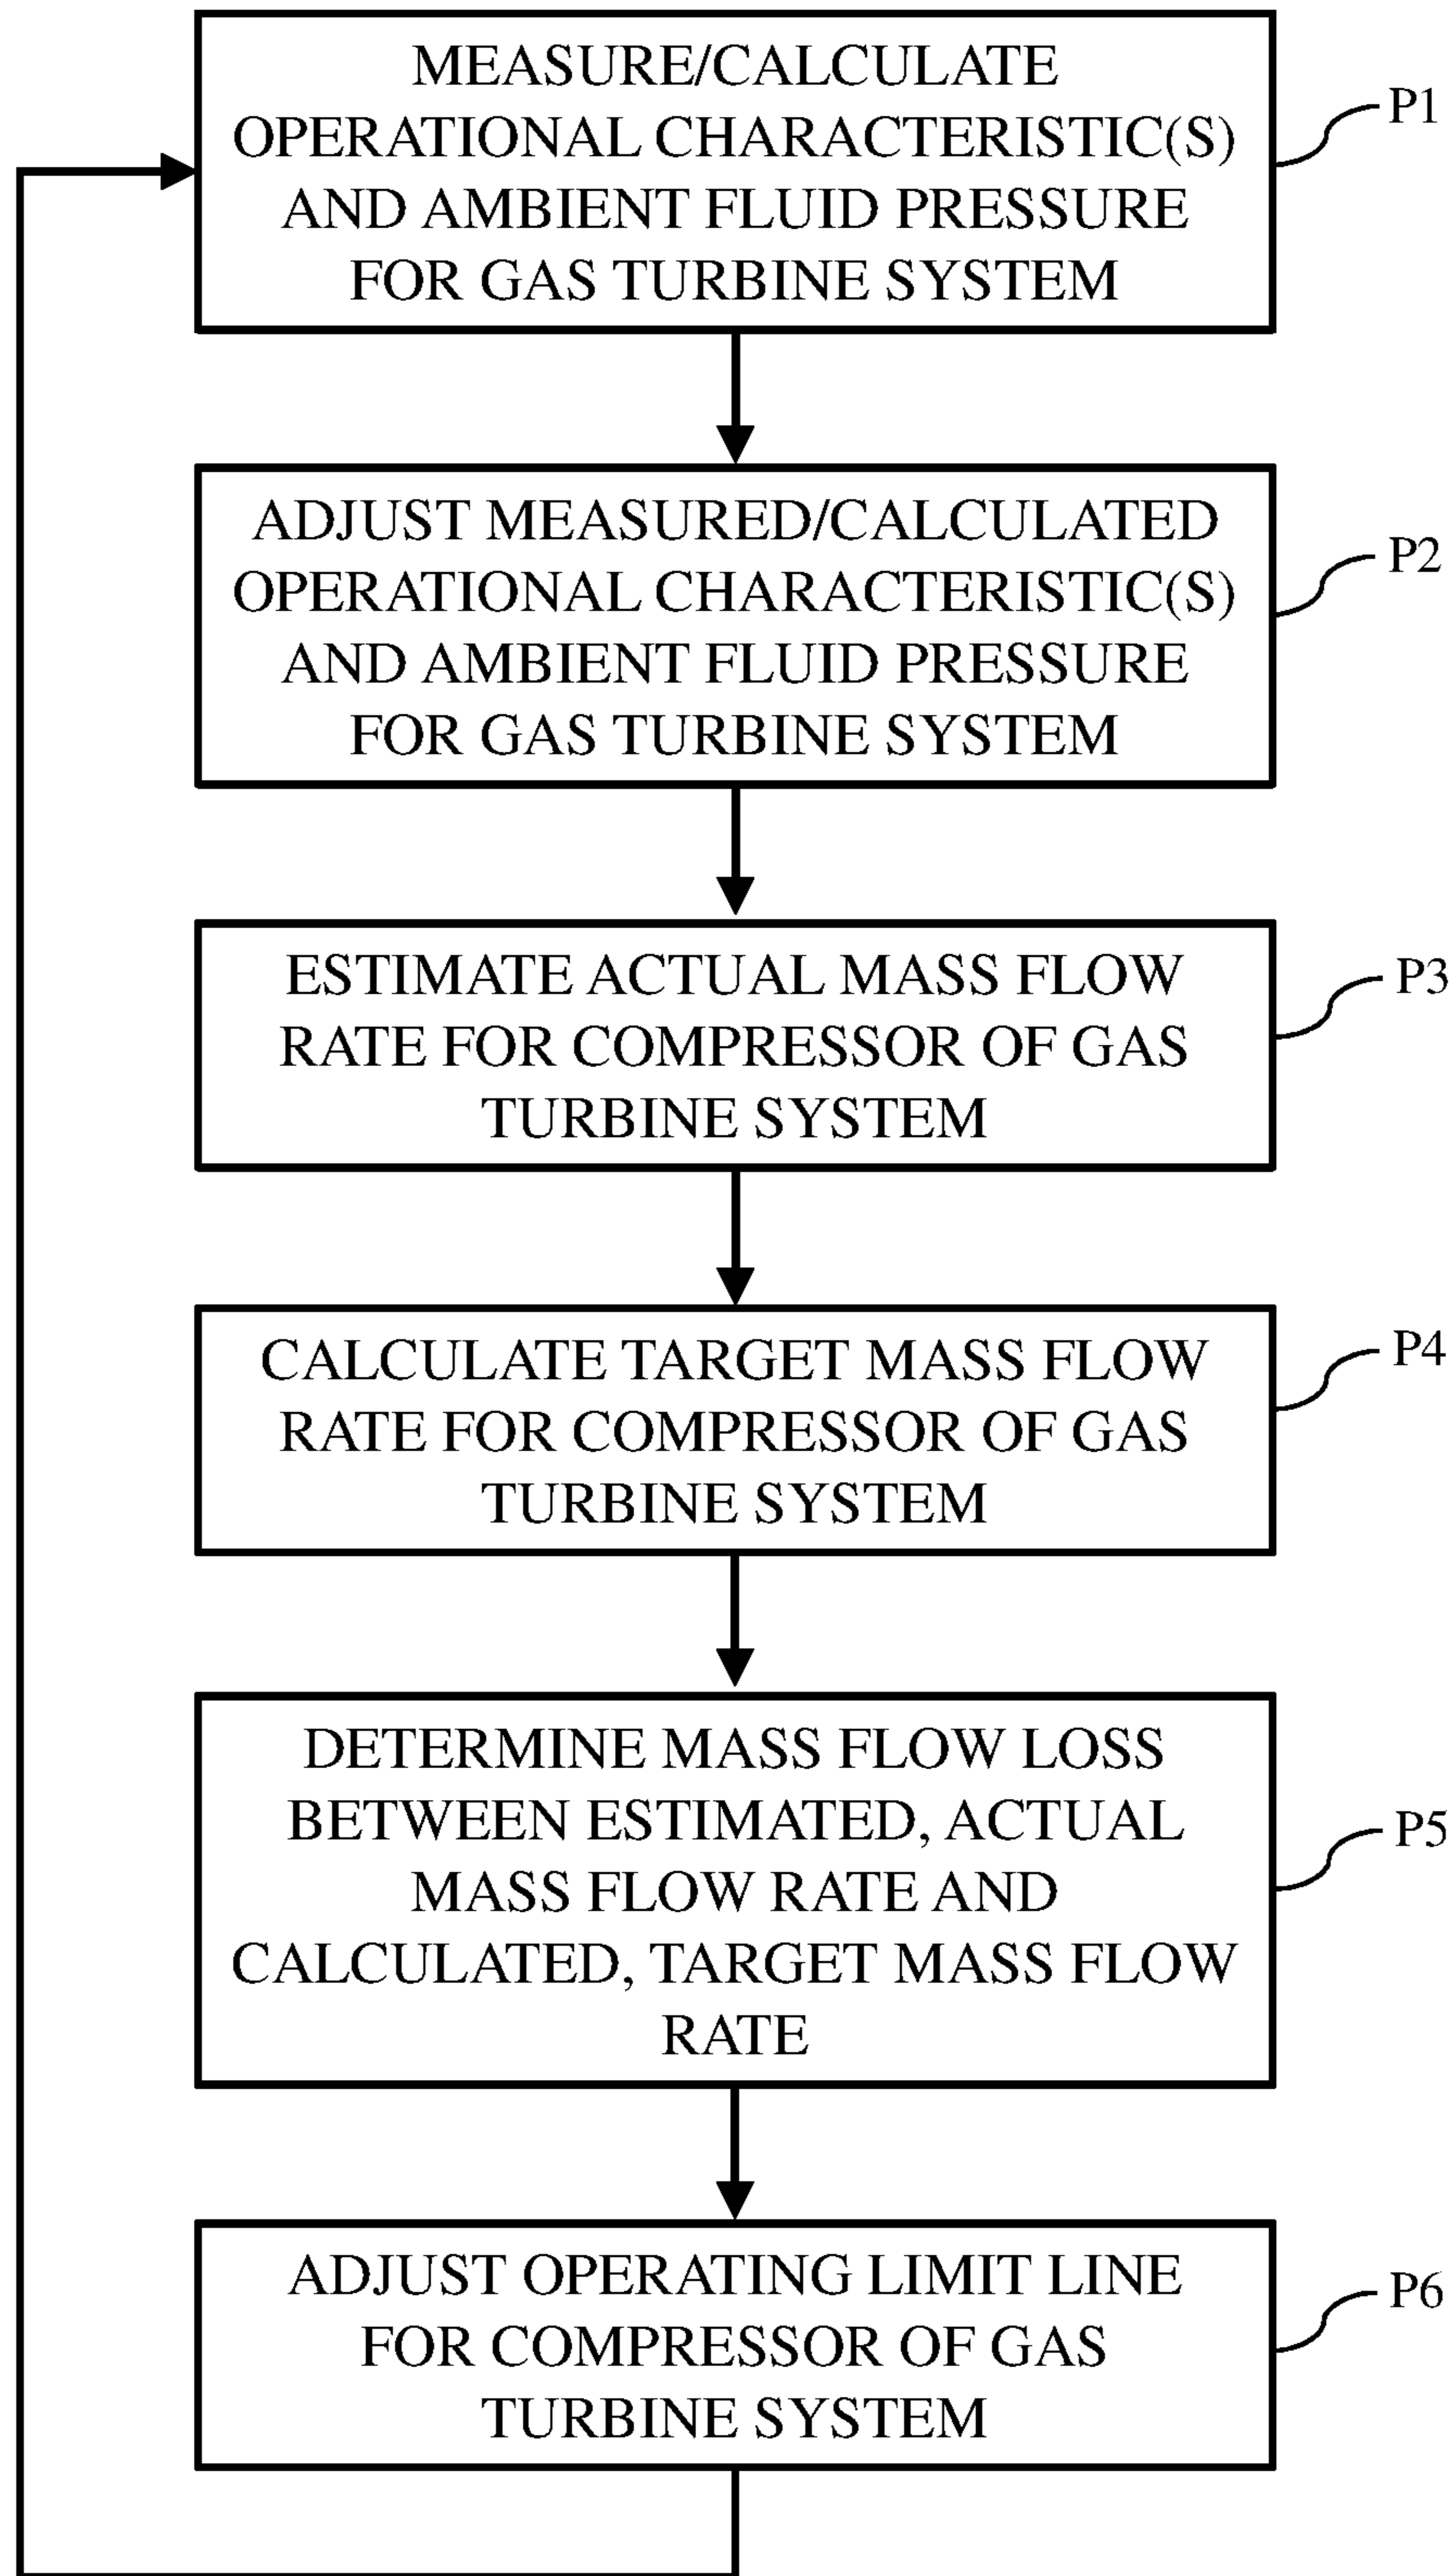 MEASURE/CALCULATE
OPERATIONAL CHARACTERISTIC(S)
AND AMBIENT FLUID PRESSURE
FOR GAS TURBINE SYSTEM
P1
ADJUST MEASURED/CALCULATED
OPERATIONAL CHARACTERISTIC(S)
AND AMBIENT FLUID PRESSURE
FOR GAS TURBINE SYSTEM
P2
ESTIMATE ACTUAL MASS FLOW
RATE FOR COMPRESSOR OF GAS
TURBINE SYSTEM
P3
CALCULATE TARGET MASS FLOW
RATE FOR COMPRESSOR OF GAS
TURBINE SYSTEM
P4
DETERMINE MASS FLOW LOSS
BETWEEN ESTIMATED, ACTUAL
MASS FLOW RATE AND
CALCULATED, TARGET MASS FLOW
RATE
P5
ADJUST OPERATING LIMIT LINE
FOR COMPRESSOR OF GAS
TURBINE SYSTEM
P6